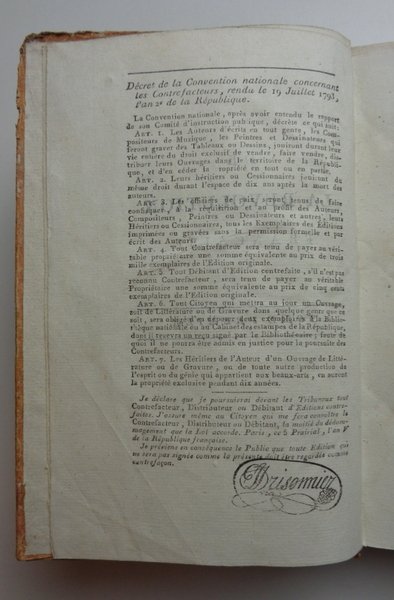 Décret de la Convention nationale concernant
les Contrefacteurs, rendu le 19 Juillet 1793,
l'an 2e de la République.
La Convention nationale, après avoir entendu le rapport
de son Comité d'instruction publique, décrète ce qui suit:
ART. 1. Les Auteurs d'écrits en tout genre, les Com-
positeurs de Musique, les Peintres et Dessinateurs qui
feront graver des Tableaux ou Dessins, jouiront durant leur
vie entière du droit exclusif de vendre, faire vendre, distri-
buer leurs Ouvrages dans le territoire de la Républi-
que, et d'en céder la propriété en tout ou en partie.
ART. 2. Leurs héritiers ou Cessionnaires jouiront du
même droit durant l'espace de dix ans après la mort des
auteurs.
ART. 3. Les officiers de paix seront tenus de faire
confisquer, à la réquisition et au profit des Auteurs,
Compositeurs, Peintres ou Dessinateurs et autres, leurs
Héritiers ou Cessionnaires, tous les Exemplaires des Editions
imprimées ou gravées sans la permission formelle et par
écrit des Auteurs.
ART. 4. Tout Contrefacteur sera tenu de payer au véri-
table propriétaire une somme équivalente au prix de trois
mille exemplaires de l'Edition originale.
ART. 5. Tout Débitant d'Edition contrefaite, s'il n'est pas
reconnu Contrefacteur, sera tenu de payer au véritable
Propriétaire une somme équivalente au prix de cinq cents
exemplaires de l'Edition originale.
ART. 6. Tout Citoyen qui mettra au jour un Ouvrage,
soit de Littérature ou de Gravure dans quelque genre que ce
soit, sera obligé d'en déposer deux exemplaires à la Biblio-
thèque nationale ou au Cabinet des estampes de la République,
dont il recevra un reçu signé par le Bibliothécaire; faute de
quoi il ne pourra être admis en justice pour la poursuite des
Contrefacteurs.
ART. 7. Les Héritiers de l'Auteur d'un Ouvrage de Litté-
rature ou de Gravure, ou de toute autre production de
l'esprit ou du génie qui appartient aux beaux-arts, en auront
la propriété exclusive pendant dix années.
Je déclare que je poursuivrai devant les Tribunaux tout
Contrefacteur, Distributeur ou Débitant d'Editions contre-
faites. J'assure même au Citoyen qui me fera connoître le
Contrefacteur, Distributeur ou Débitant, la moitié du dédom-
magement que la Loi accorde. Paris, ce 5 Prairial, l'an V
de la République française.
Je préviens en conséquence le Public que toute Edition qui
ne sera pas signée comme la présente doit être regardée comme
contrefaçon.